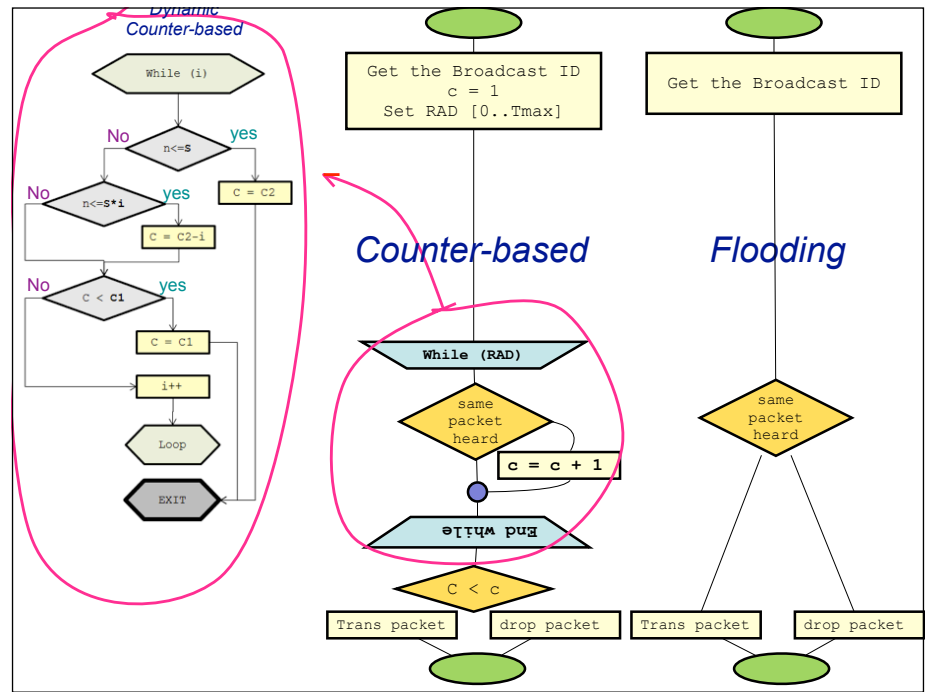 Dynamic
Counter-based
While (i)
No
yes
n<=S
C = C2
No
yes
n<=S*i
C = C2-i
No
yes
C < C1
C = C1
i++
Loop
EXIT
Get the Broadcast ID
c = 1
Set RAD [0..Tmax]
Counter-based
While (RAD)
same
packet
heard
c = c + 1
End while
C < c
Trans packet
drop packet
Get the Broadcast ID
Flooding
same
packet
heard
Trans packet
drop packet